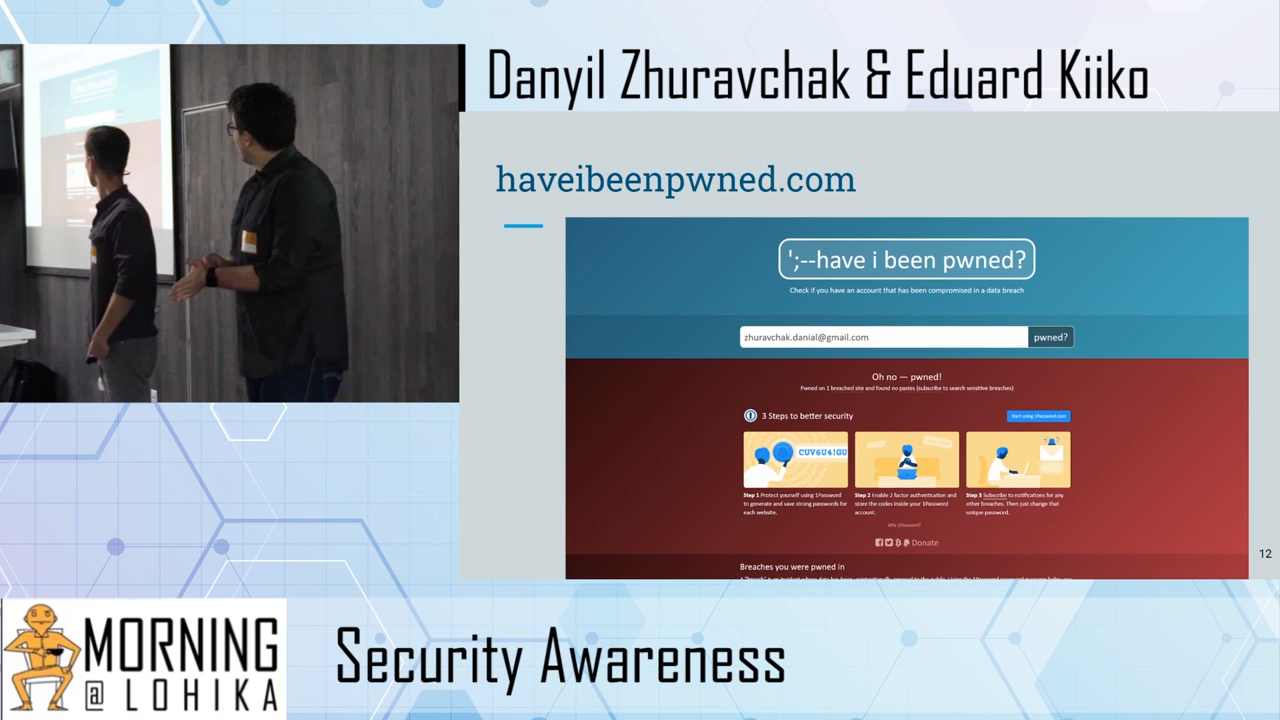 Danyil Zhuravchak & Eduard Kiiko
haveibeenpwned.com
';--have i been pwned?
Check if you have an account that has been compromised in a data breach
zhuravchak.danial@gmail.com
pwned?
Oh no — pwned!
Pwned on 1 breached site and found no pastes (subscribe to search sensitive breaches)
3 Steps to better security
Start using 1Password.com
CUV6U4!GU
Step 1 Protect yourself using 1Password
to generate and save strong passwords for
each website.
Step 2 Enable 2 factor authentication and
store the codes inside your 1Password
account.
Step 3 Subscribe to notifications for any
other breaches. Then just change that
unique password.
Why 1Password?
Donate
Breaches you were pwned in
12
MORNING
@ LOHIKA
Security Awareness